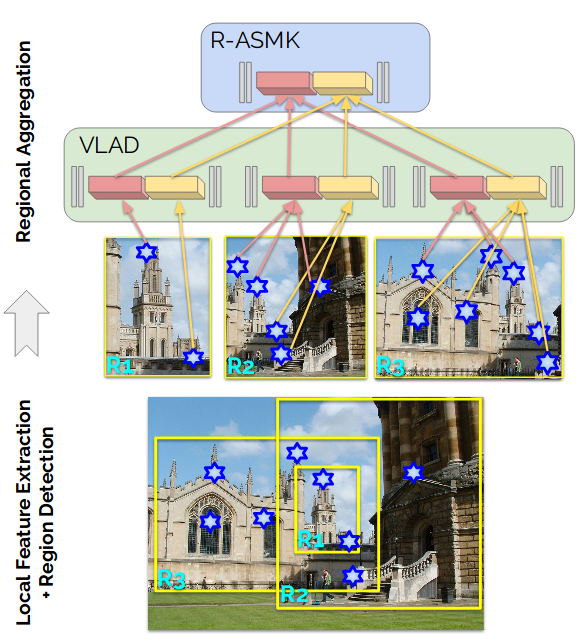 R-ASMK
VLAD
Regional Aggregation
R1
R2
R3
Local Feature Extraction
+ Region Detection
R1
R3
R2